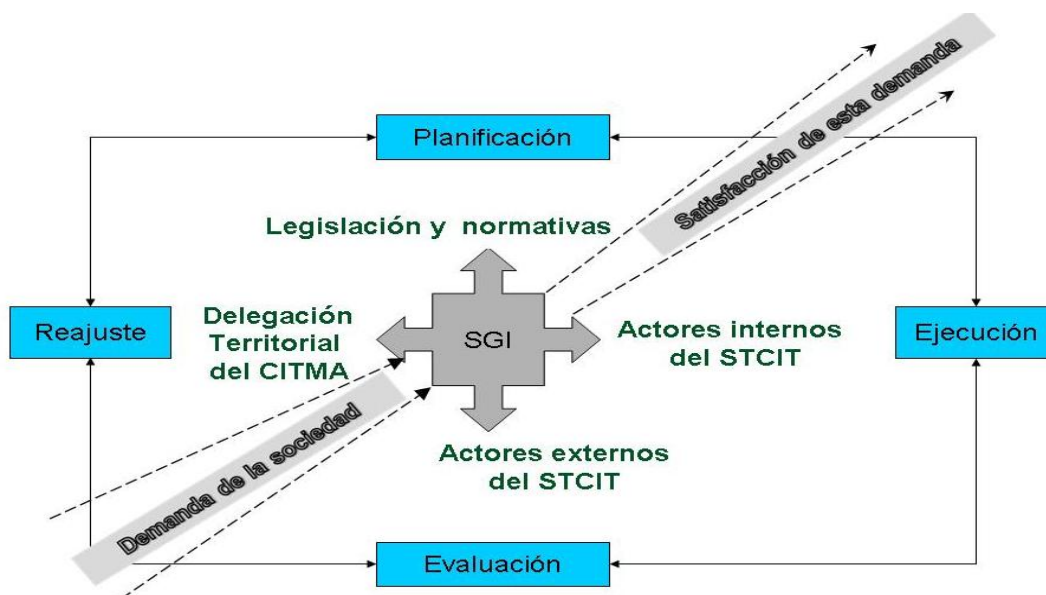 Planificación
Satisfacción de esta demanda
Legislación y normativas
Reajuste
Delegación
Territorial
del CITMA
SGI
Actores internos
del STCIT
Ejecución
Actores externos
del STCIT
Demanda de la sociedad
Evaluación